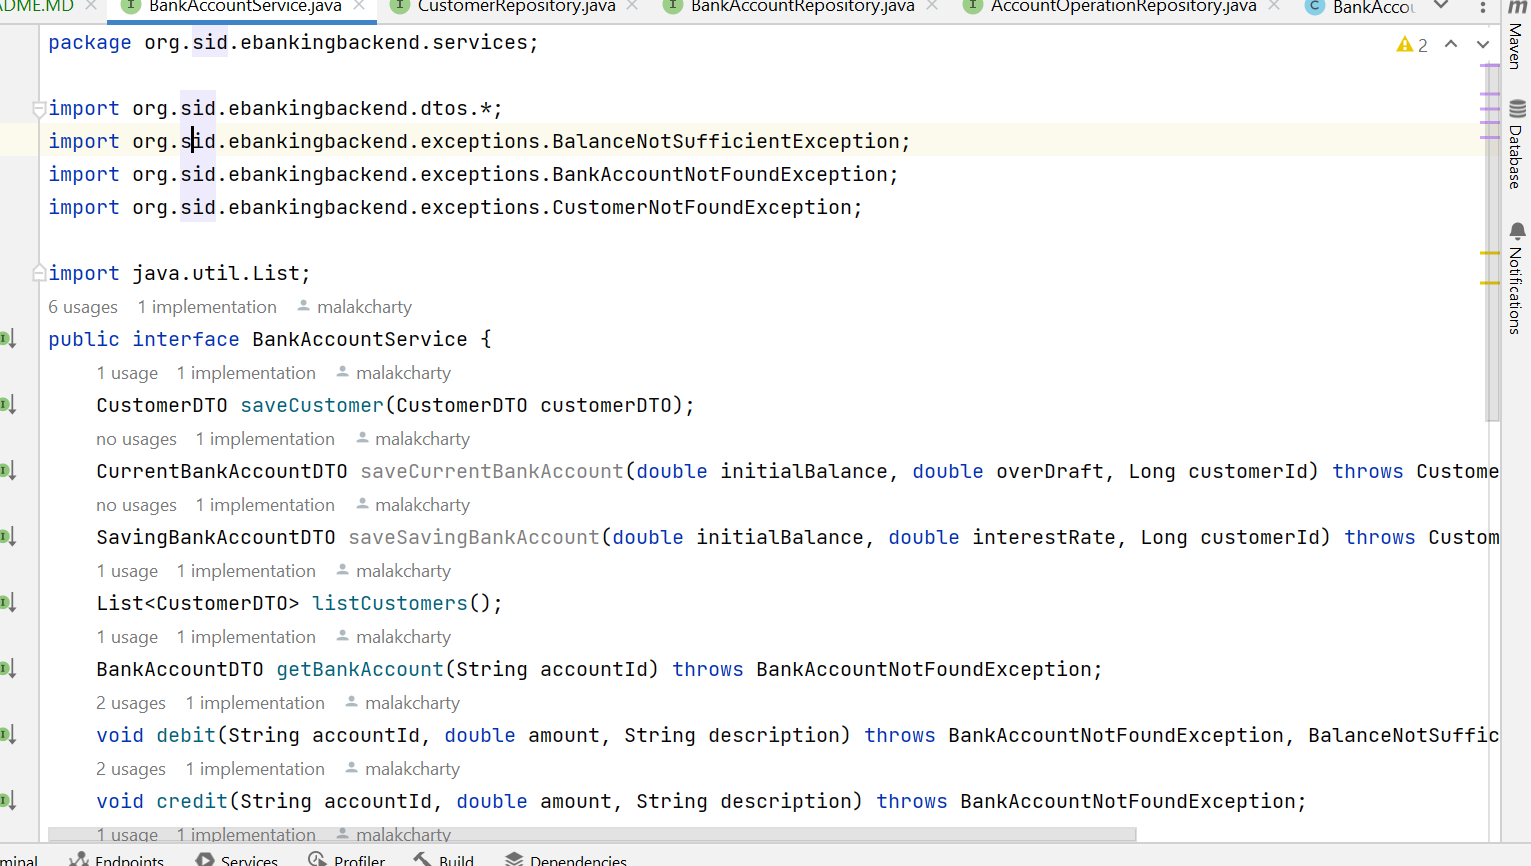 DME.MD BankAccountService.java CustomerRepository.java BankAccountRepository.java AccountOperationRepository.java BankAccou
package org.sid.ebankingbackend.services;
2
import org.sid.ebankingbackend.dtos.*;
import org.sid.ebankingbackend.exceptions.BalanceNotSufficientException;
import org.sid.ebankingbackend.exceptions.BankAccountNotFoundException;
import org.sid.ebankingbackend.exceptions.CustomerNotFoundException;
import java.util.List;
6 usages 1 implementation malakcharty
public interface BankAccountService {
1 usage 1 implementation malakcharty
CustomerDTO saveCustomer(CustomerDTO customerDTO);
no usages 1 implementation malakcharty
CurrentBankAccountDTO saveCurrentBankAccount(double initialBalance, double overDraft, Long customerId) throws Custome
no usages 1 implementation malakcharty
SavingBankAccountDTO saveSavingBankAccount(double initialBalance, double interestRate, Long customerId) throws Custom
1 usage 1 implementation malakcharty
List<CustomerDTO> listCustomers();
1 usage 1 implementation malakcharty
BankAccountDTO getBankAccount(String accountId) throws BankAccountNotFoundException;
2 usages 1 implementation malakcharty
void debit(String accountId, double amount, String description) throws BankAccountNotFoundException, BalanceNotSuffic
2 usages 1 implementation malakcharty
void credit(String accountId, double amount, String description) throws BankAccountNotFoundException;
1 usage 1 implementation malakcharty
minal Endpoints Services Profiler Build Dependencies
m Maven
Database
Notifications